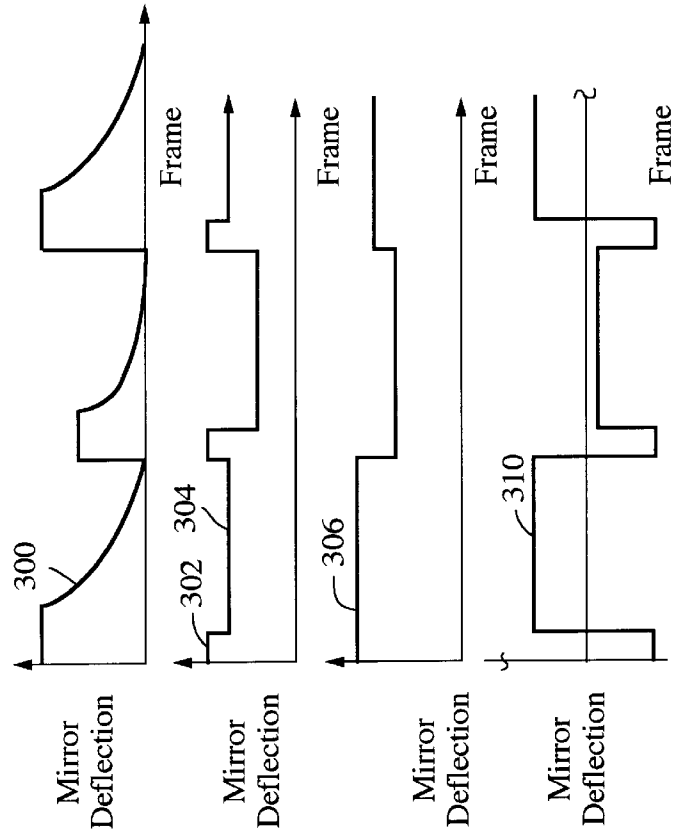 Mirror
Deflection
300
Frame
Mirror
Deflection
302
304
Frame
Mirror
Deflection
306
Frame
Mirror
Deflection
310
Frame